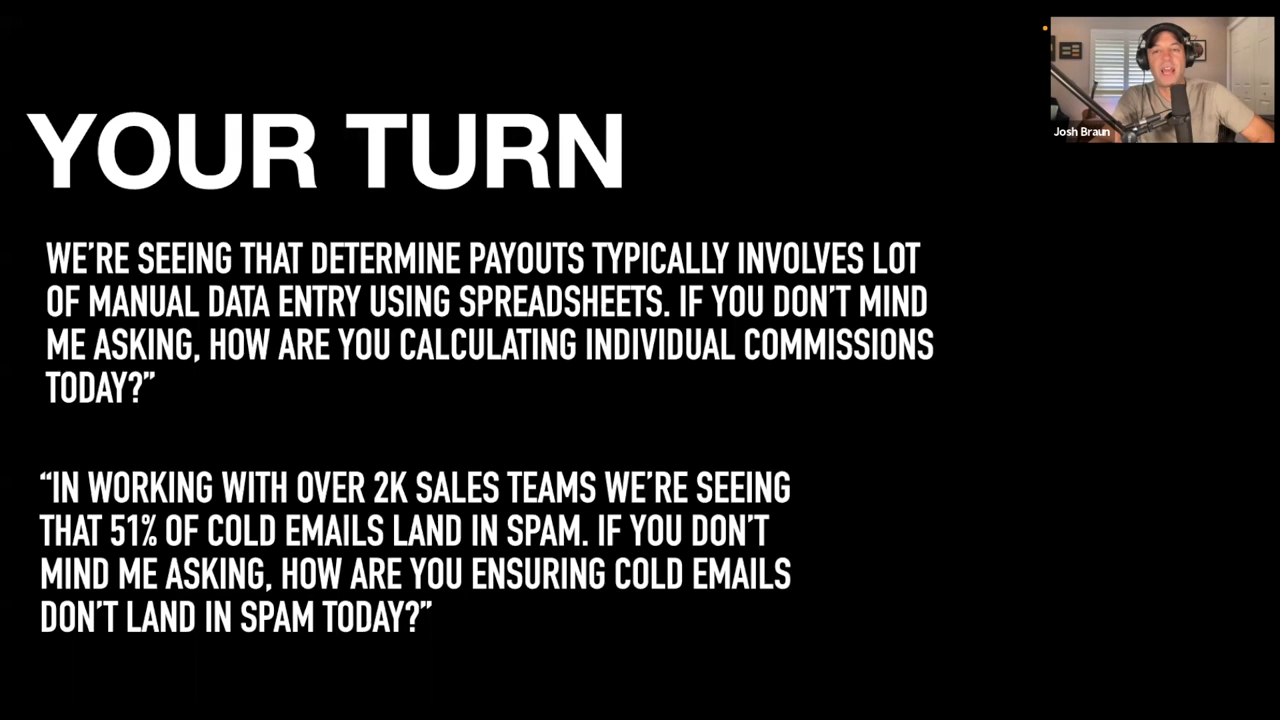 YOUR TURN
WE’RE SEEING THAT DETERMINE PAYOUTS TYPICALLY INVOLVES LOT
OF MANUAL DATA ENTRY USING SPREADSHEETS. IF YOU DON’T MIND
ME ASKING, HOW ARE YOU CALCULATING INDIVIDUAL COMMISSIONS
TODAY?”
“IN WORKING WITH OVER 2K SALES TEAMS WE’RE SEEING
THAT 51% OF COLD EMAILS LAND IN SPAM. IF YOU DON’T
MIND ME ASKING, HOW ARE YOU ENSURING COLD EMAILS
DON’T LAND IN SPAM TODAY?”
Josh Braun